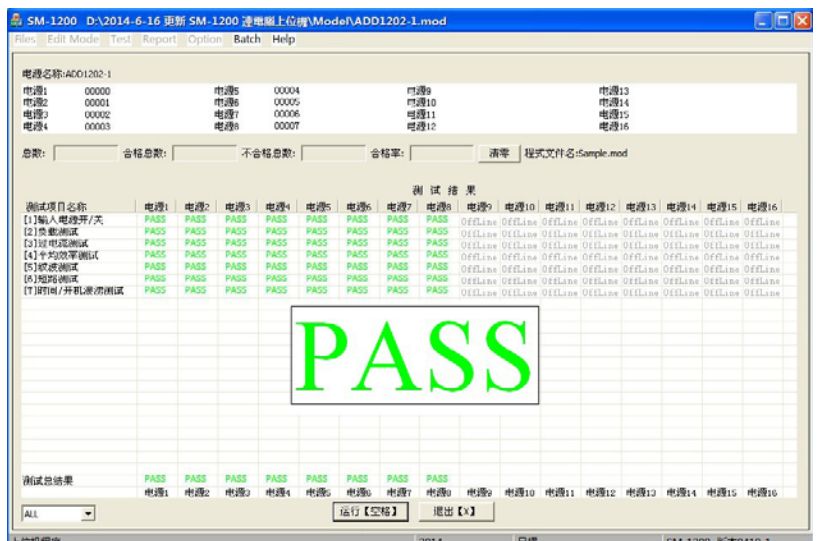 SM-1200 D:\2014-6-16 更新 SM-1200 連電腦上位機\Model\ADD1202-1.mod
Files Edit Mode Test Report Option Batch Help
电源名称:ADD1202-1
电源1 00000 电源5 00004 电源9 电源13
电源2 00001 电源6 00005 电源10 电源14
电源3 00002 电源7 00006 电源11 电源15
电源4 00003 电源8 00007 电源12 电源16
总数: 合格总数: 不合格总数: 合格率: 清零 程式文件名:Sample.mod
测 试 结 果
测试项目名称 电源1 电源2 电源3 电源4 电源5 电源6 电源7 电源8 电源9 电源10 电源11 电源12 电源13 电源14 电源15 电源16
[1]输入电源开/关 PASS PASS PASS PASS PASS PASS PASS PASS OffLine OffLine OffLine OffLine OffLine OffLine OffLine OffLine
[2]负载测试 PASS PASS PASS PASS PASS PASS PASS PASS OffLine OffLine OffLine OffLine OffLine OffLine OffLine OffLine
[3]过电流测试 PASS PASS PASS PASS PASS PASS PASS PASS OffLine OffLine OffLine OffLine OffLine OffLine OffLine OffLine
[4]平均效率测试 PASS PASS PASS PASS PASS PASS PASS PASS OffLine OffLine OffLine OffLine OffLine OffLine OffLine OffLine
[5]纹波测试 PASS PASS PASS PASS PASS PASS PASS PASS OffLine OffLine OffLine OffLine OffLine OffLine OffLine OffLine
[6]短路测试 PASS PASS PASS PASS PASS PASS PASS PASS OffLine OffLine OffLine OffLine OffLine OffLine OffLine OffLine
[7]时间/开机浪涌测试 PASS PASS PASS PASS PASS PASS PASS PASS OffLine OffLine OffLine OffLine OffLine OffLine OffLine OffLine
PASS
测试总结果 PASS PASS PASS PASS PASS PASS PASS PASS
电源1 电源2 电源3 电源4 电源5 电源6 电源7 电源8 电源9 电源10 电源11 电源12 电源13 电源14 电源15 电源16
ALL 运行【空格】 退出【X】